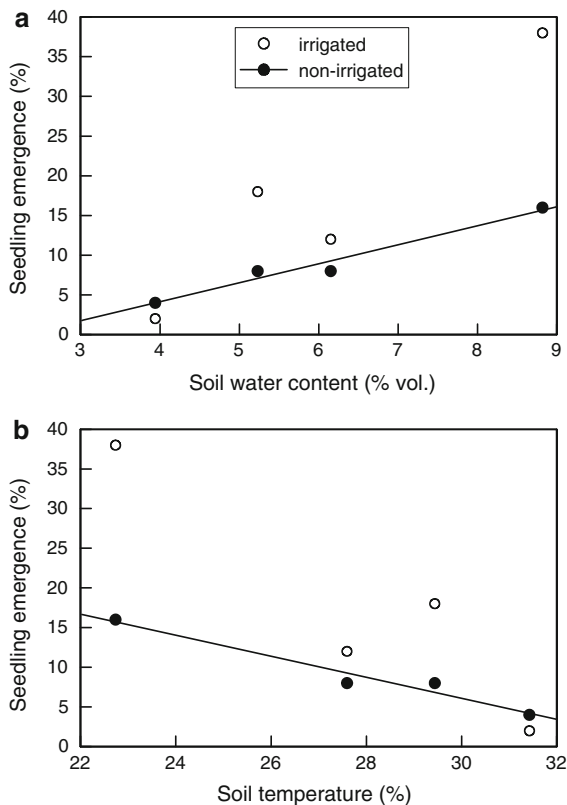 a
40
35
30
25
20
15
10
5
0
Seedling emergence (%)
irrigated
non-irrigated
3 4 5 6 7 8 9
Soil water content (% vol.)
b
40
35
30
25
20
15
10
5
0
Seedling emergence (%)
22 24 26 28 30 32
Soil temperature (%)